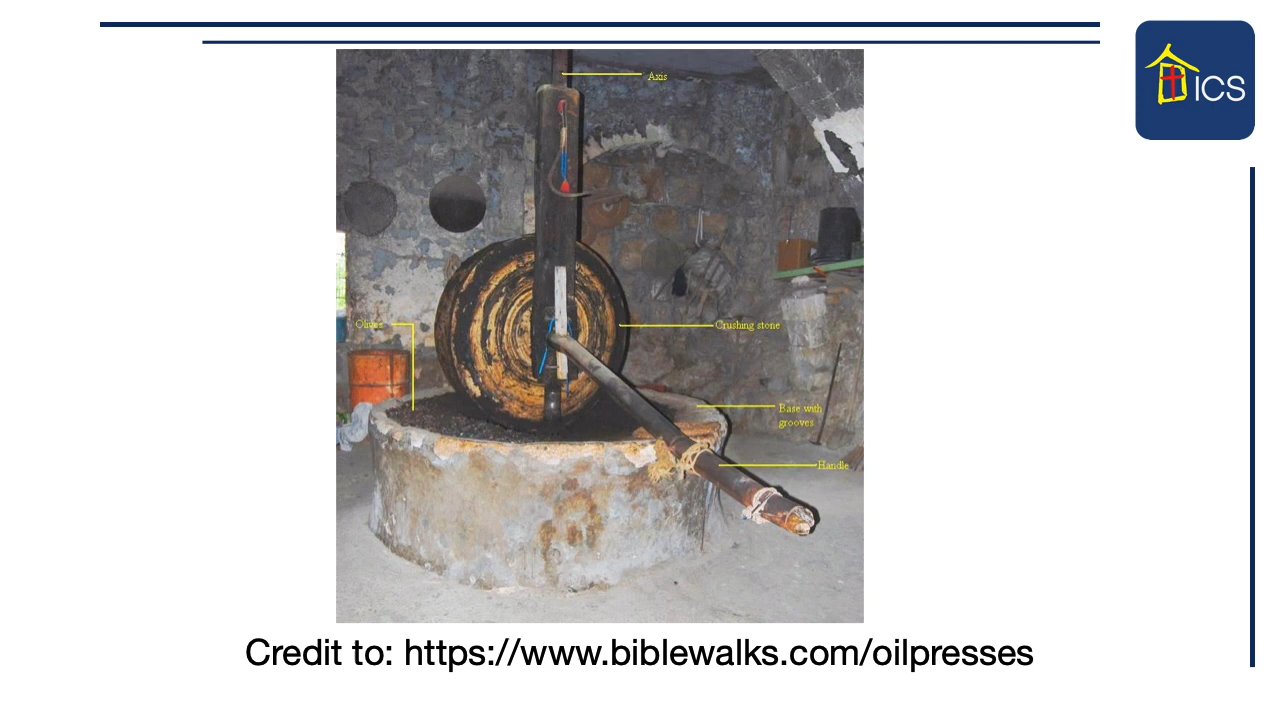 Axis
ICS
Olives
Crushing stone
Base with
grooves
Handle
Credit to: https://www.biblewalks.com/oilpresses